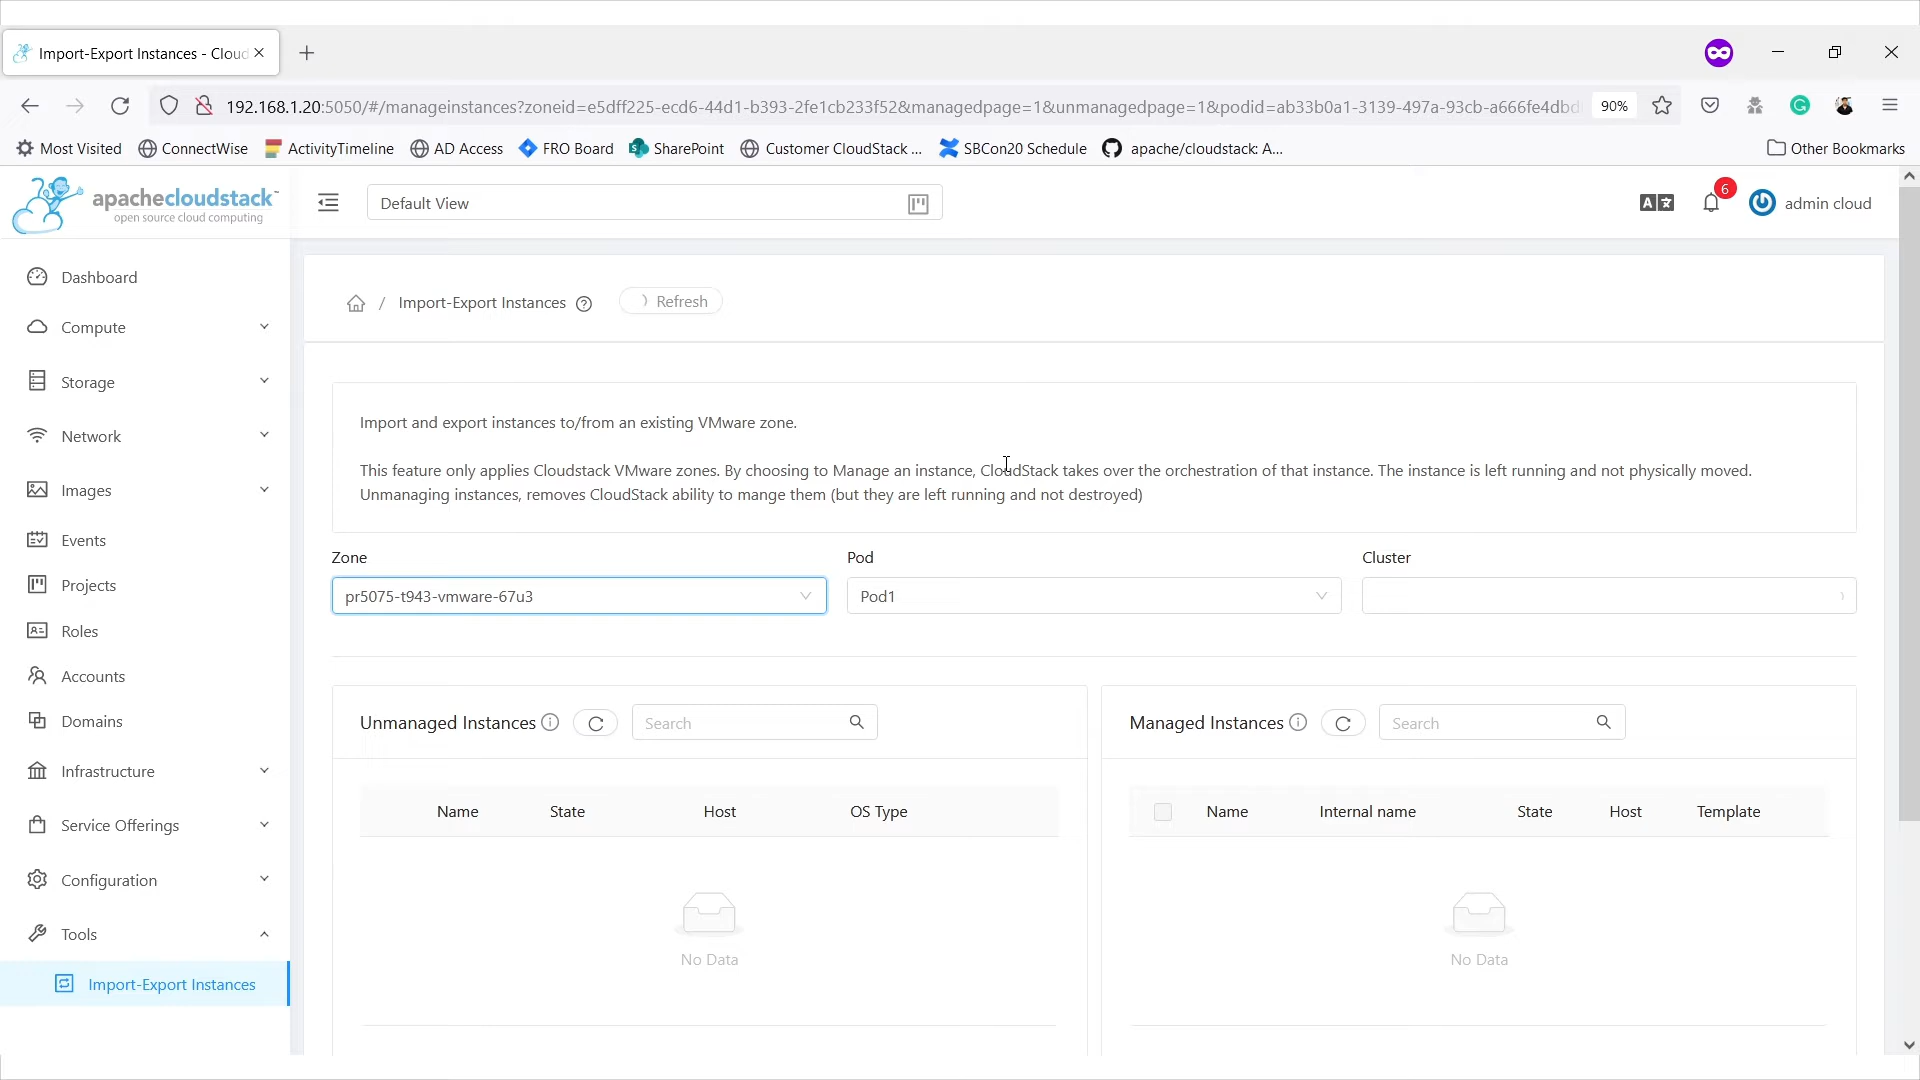 Import-Export Instances - Cloud
192.168.1.20:5050/#/manageinstances?zoneid=e5dff225-ecd6-44d1-b393-2fe1cb233f52&managedpage=1&unmanagedpage=1&podid=ab33b0a1-3139-497a-93cb-a666fe4dbd
90%
Most Visited
ConnectWise
ActivityTimeline
AD Access
FRO Board
SharePoint
Customer CloudStack ...
SBCon20 Schedule
apache/cloudstack: A...
Other Bookmarks
apachecloudstack™
open source cloud computing
Default View
6
admin cloud
Dashboard
Compute
Storage
Network
Images
Events
Projects
Roles
Accounts
Domains
Infrastructure
Service Offerings
Configuration
Tools
Import-Export Instances
/ Import-Export Instances
Refresh
Import and export instances to/from an existing VMware zone.
This feature only applies Cloudstack VMware zones. By choosing to Manage an instance, CloudStack takes over the orchestration of that instance. The instance is left running and not physically moved.
Unmanaging instances, removes CloudStack ability to mange them (but they are left running and not destroyed)
Zone
Pod
Cluster
pr5075-t943-vmware-67u3
Pod1
Unmanaged Instances
Search
Managed Instances
Search
Name State Host OS Type
Name Internal name State Host Template
No Data
No Data